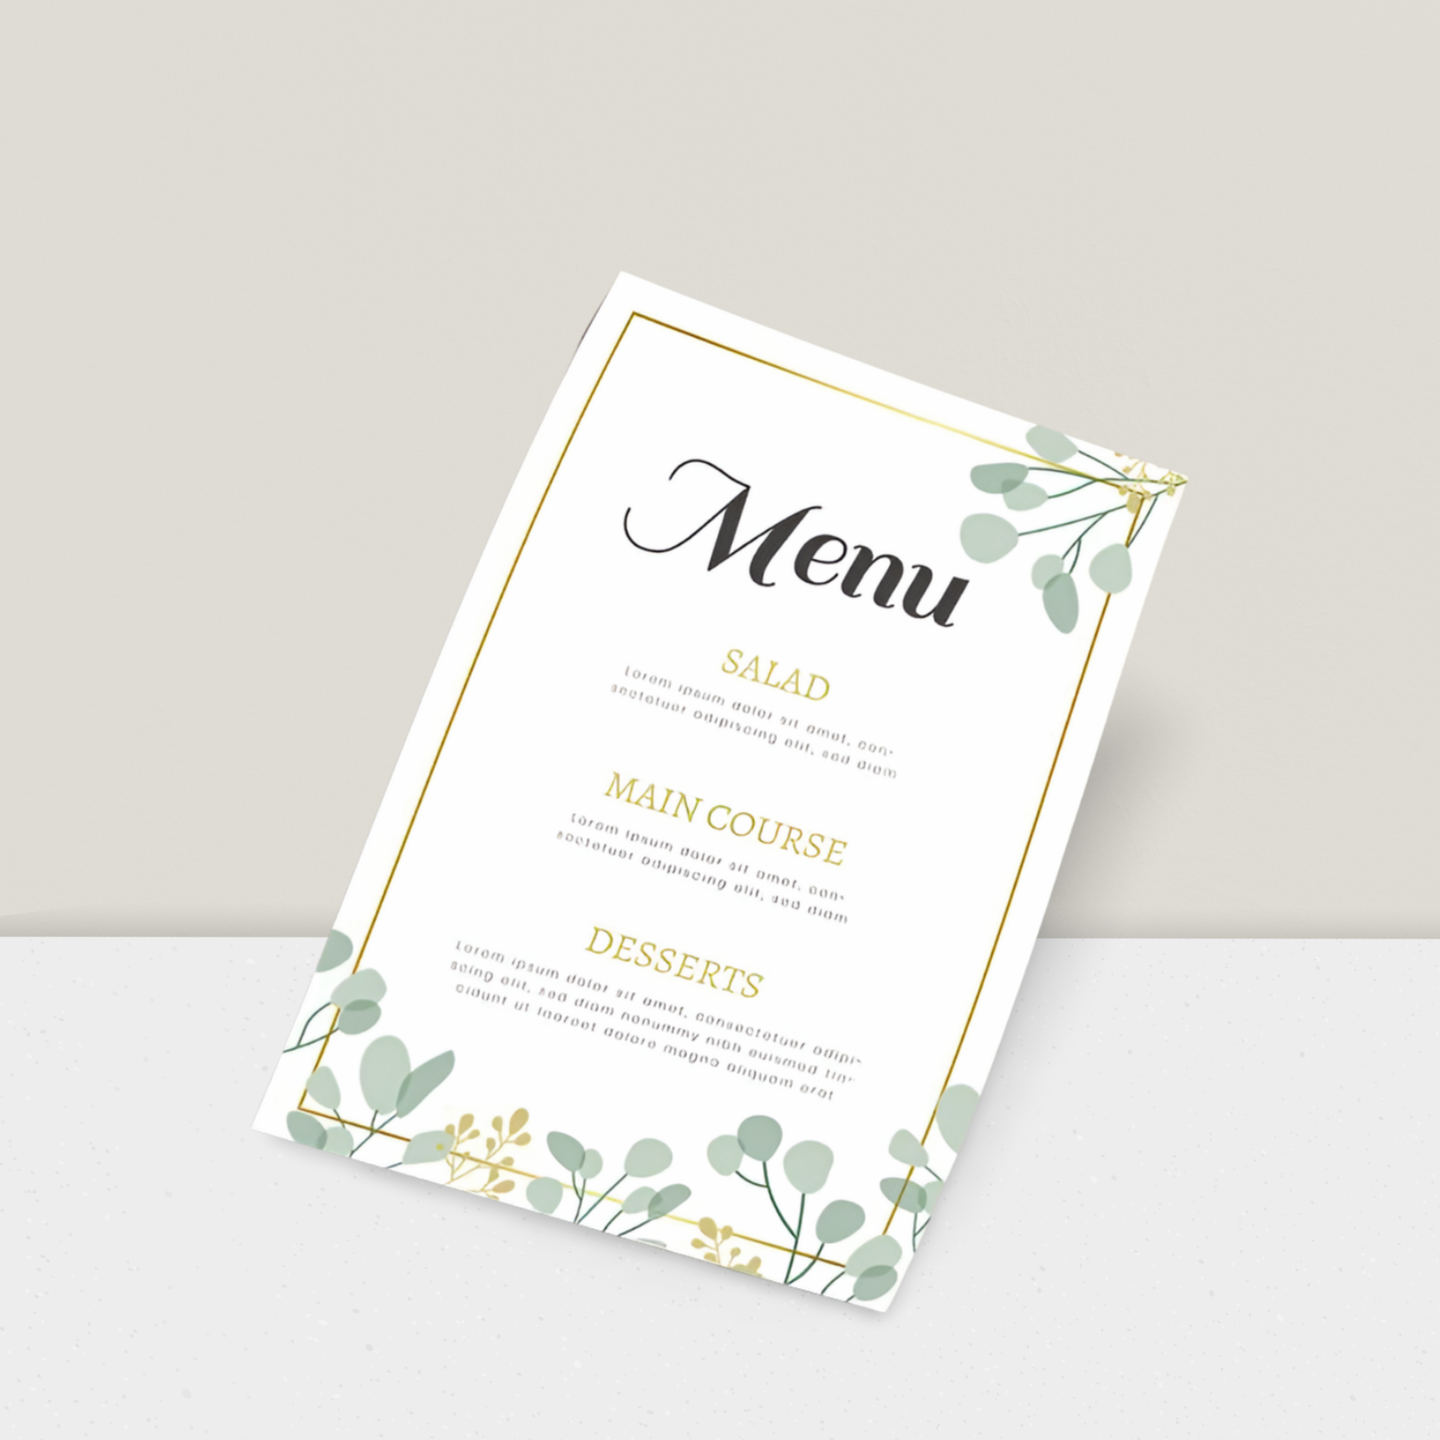 Menu
SALAD
Lorem ipsum dolor sit amet, con-
sectetuer adipiscing elit, sed diam
MAIN COURSE
Lorem ipsum dolor sit amet, con-
sectetuer adipiscing elit, sed diam
DESSERTS
Lorem ipsum dolor sit amet, consectetuer adipi-
scing elit, sed diam nonummy nibh euismod tin-
cidunt ut laoreet dolore magna aliquam erat